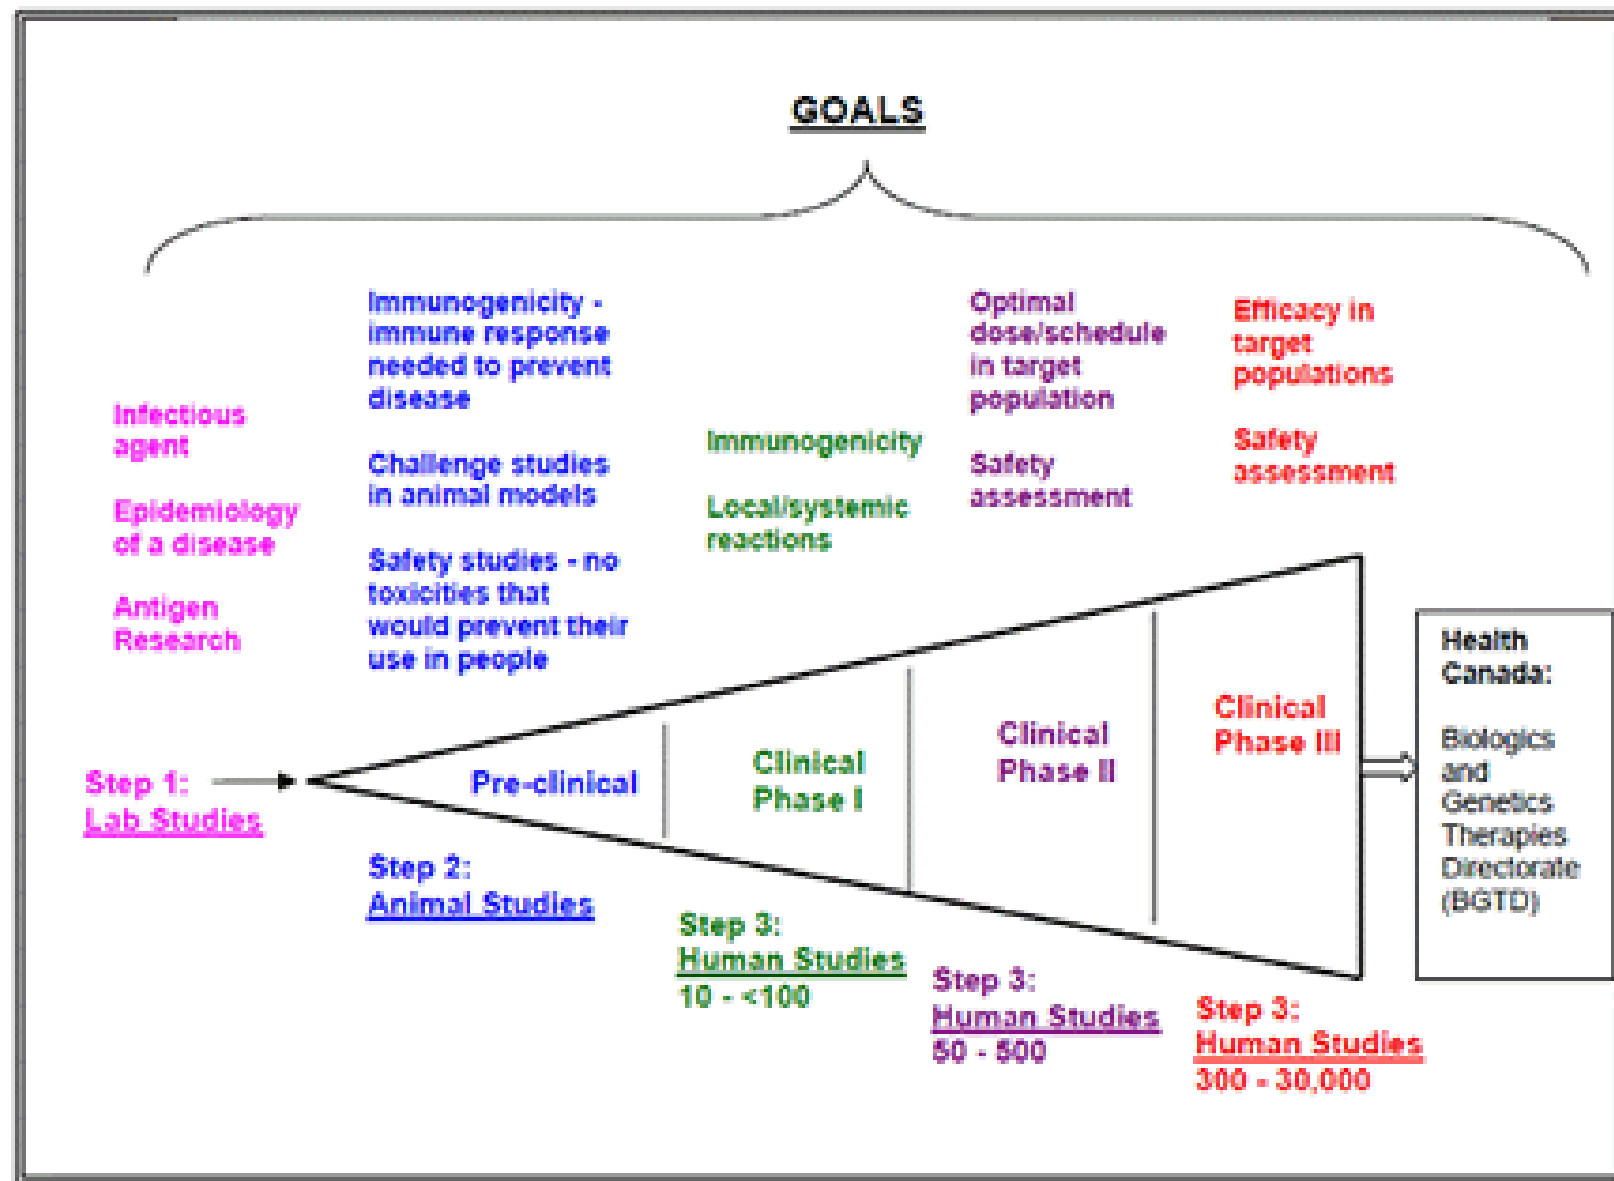 GOALS
Infectious
agent
Epidemiology
of a disease
Antigen
Research
Immunogenicity -
immune response
needed to prevent
disease
Challenge studies
in animal models
Safety studies - no
toxicities that
would prevent their
use in people
Immunogenicity
Local/systemic
reactions
Optimal
dose/schedule
in target
population
Safety
assessment
Efficacy in
target
populations
Safety
assessment
Step 1:
Lab Studies
Pre-clinical
Clinical
Phase I
Clinical
Phase II
Clinical
Phase III
Step 2:
Animal Studies
Step 3:
Human Studies
10 - <100
Step 3:
Human Studies
50 - 500
Step 3:
Human Studies
300 - 30,000
Health
Canada:
Biologics
and
Genetics
Therapies
Directorate
(BGTD)